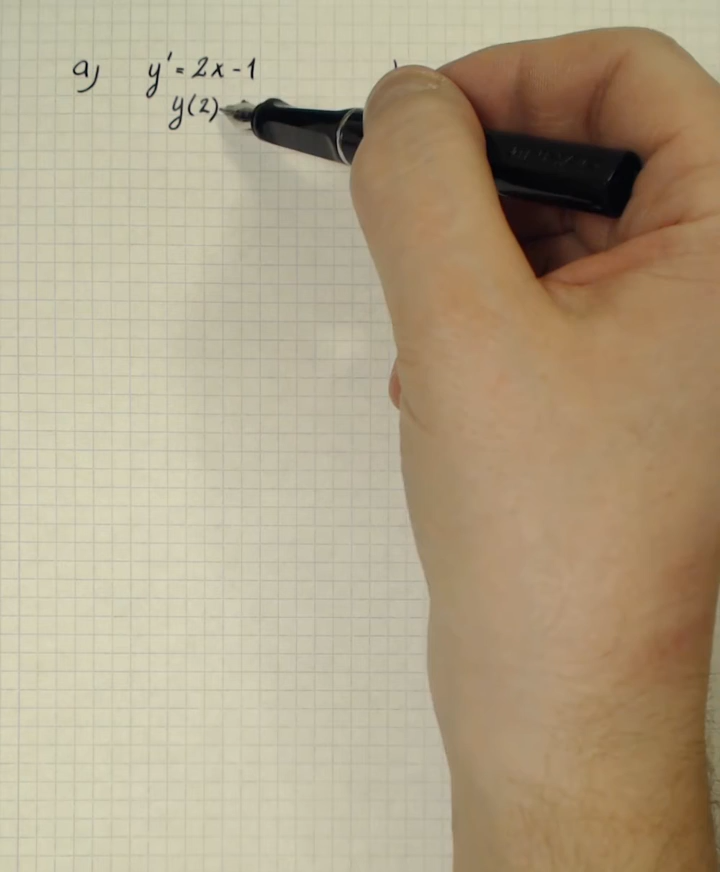 a) y' = 2x - 1
y(2)